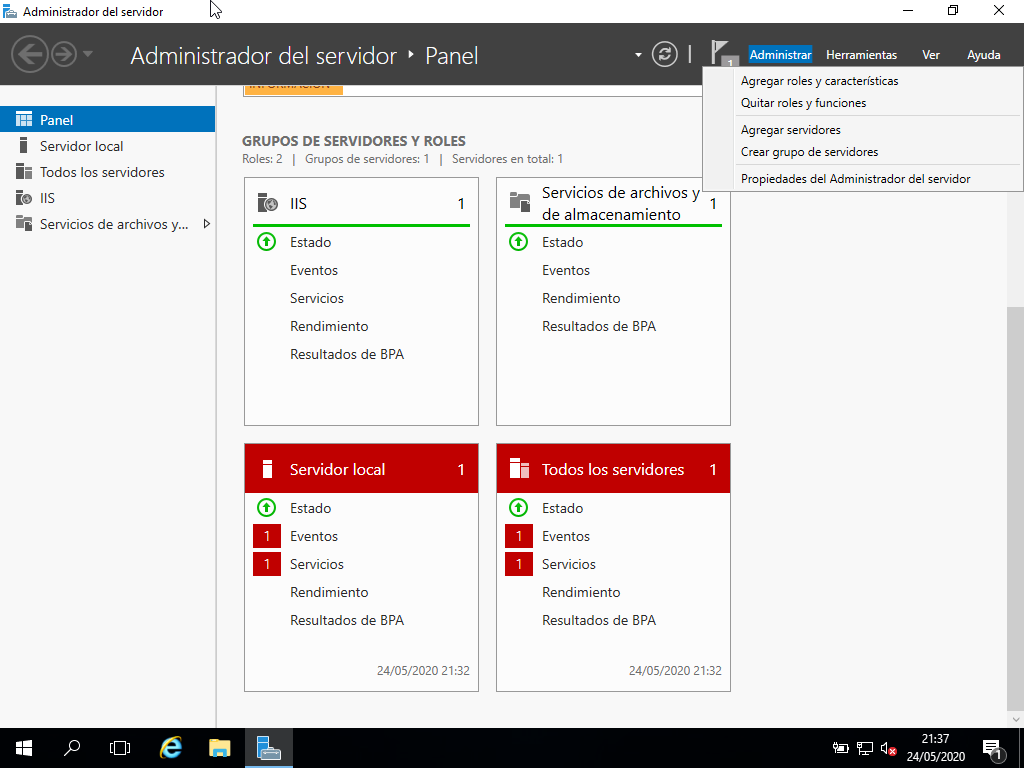 Administrador del servidor
Administrador del servidor
Panel
1
Administrar
Herramientas
Ver
Ayuda
Agregar roles y características
Quitar roles y funciones
Agregar servidores
Crear grupo de servidores
Propiedades del Administrador del servidor
Panel
Servidor local
Todos los servidores
IIS
Servicios de archivos y...
INFORMACIÓN
GRUPOS DE SERVIDORES Y ROLES
Roles: 2 | Grupos de servidores: 1 | Servidores en total: 1
IIS 1
Estado
Eventos
Servicios
Rendimiento
Resultados de BPA
Servicios de archivos y
de almacenamiento
1
Estado
Eventos
Rendimiento
Resultados de BPA
Servidor local 1
Estado
1 Eventos
1 Servicios
Rendimiento
Resultados de BPA
24/05/2020 21:32
Todos los servidores 1
Estado
1 Eventos
1 Servicios
Rendimiento
Resultados de BPA
24/05/2020 21:32
21:37
24/05/2020
1